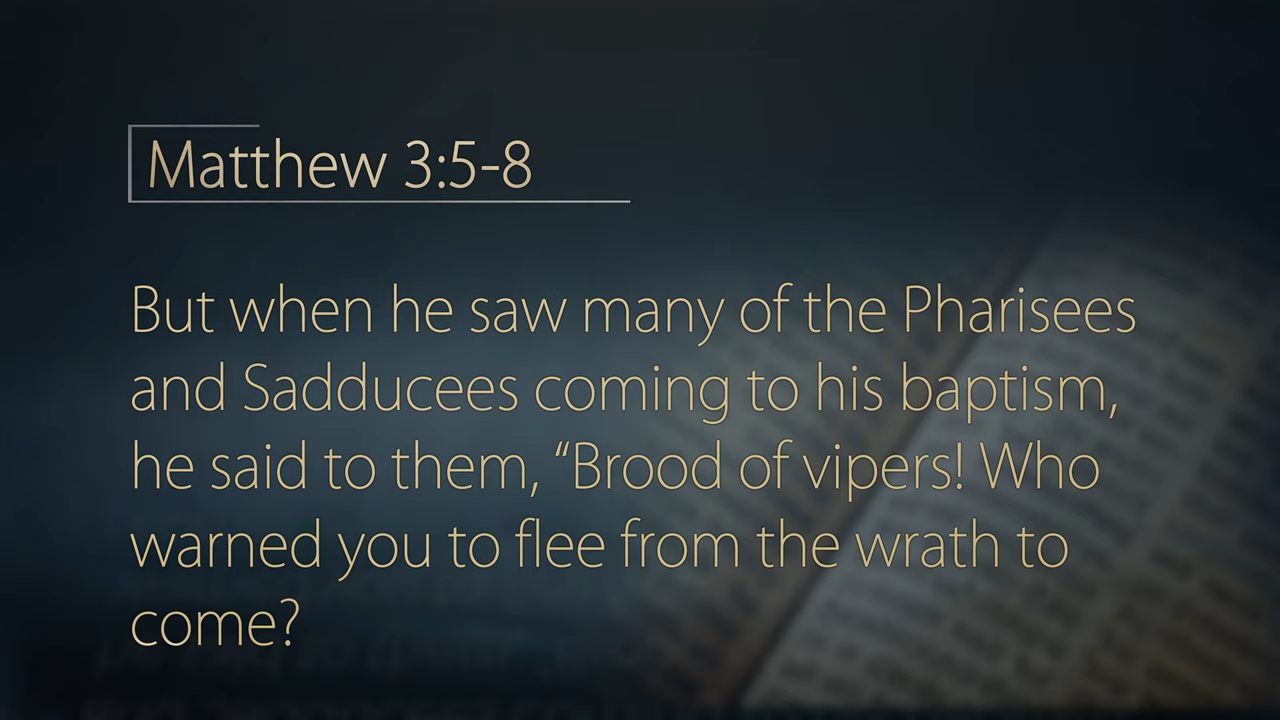 Matthew 3:5-8
But when he saw many of the Pharisees
and Sadducees coming to his baptism,
he said to them, “Brood of vipers! Who
warned you to flee from the wrath to
come?